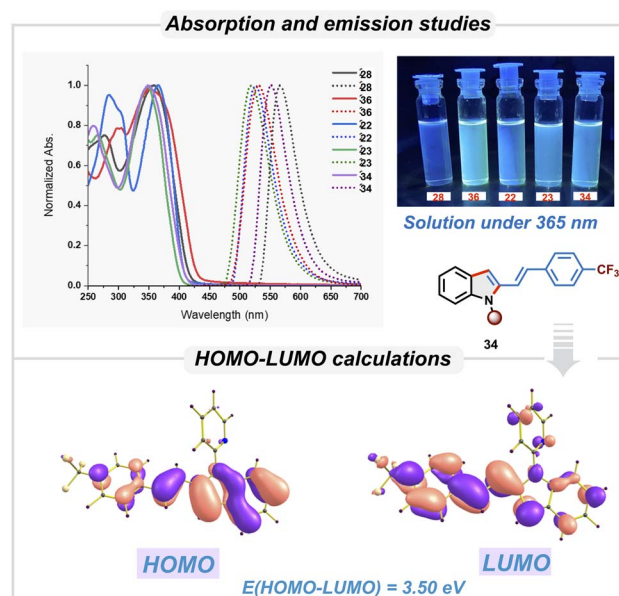 Absorption and emission studies
Normalized Abs.
1.0
0.8
0.6
0.4
0.2
0.0
250 300 350 400 450 500 550 600 650 700
Wavelength (nm)
28
28
36
36
22
22
23
23
34
34
28 36 22 23 34
Solution under 365 nm
CF3
N
34
HOMO-LUMO calculations
HOMO
LUMO
E(HOMO-LUMO) = 3.50 eV